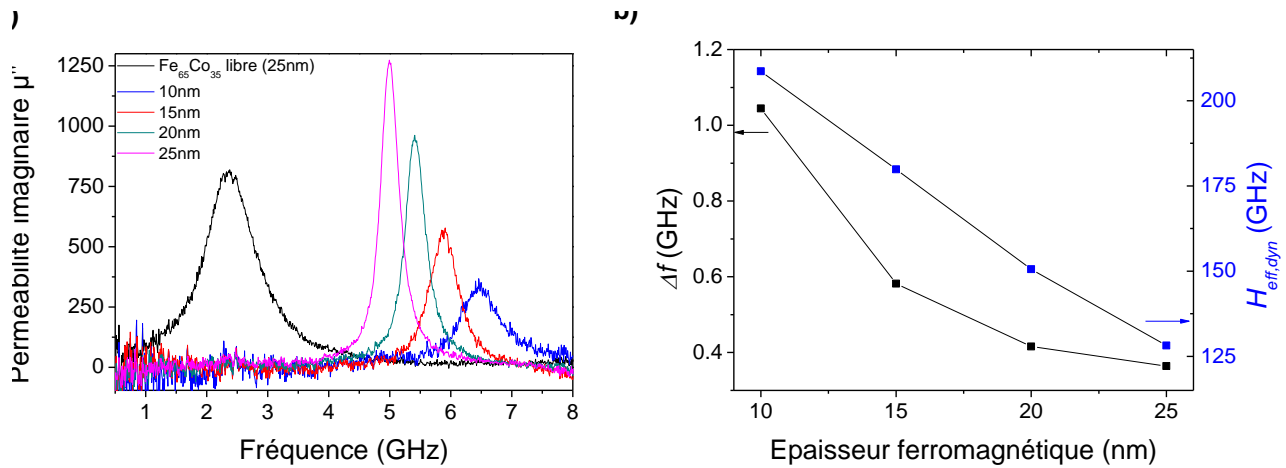 b)
Permeabilité imaginaire µ''
1250
1000
750
500
250
0
Fe65Co35 libre (25nm)
10nm
15nm
20nm
25nm
1 2 3 4 5 6 7 8
Fréquence (GHz)
Δf (GHz)
1.2
1.0
0.8
0.6
0.4
200
175
150
125
Heff,dyn (GHz)
10 15 20 25
Epaisseur ferromagnétique (nm)